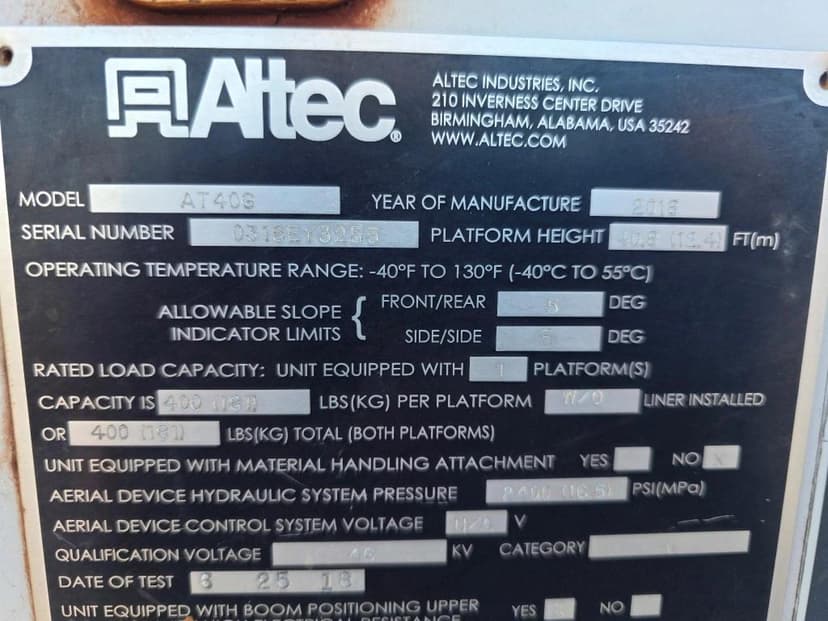 Altec®
ALTEC INDUSTRIES, INC.
210 INVERNESS CENTER DRIVE
BIRMINGHAM, ALABAMA, USA 35242
WWW.ALTEC.COM
MODEL AT40G YEAR OF MANUFACTURE
SERIAL NUMBER PLATFORM HEIGHT FT(m)
OPERATING TEMPERATURE RANGE: -40°F TO 130°F (-40°C TO 55°C)
ALLOWABLE SLOPE INDICATOR LIMITS { FRONT/REAR 5 DEG
SIDE/SIDE 5 DEG
RATED LOAD CAPACITY: UNIT EQUIPPED WITH 1 PLATFORM(S)
CAPACITY IS 400 (181) LBS(KG) PER PLATFORM W/O LINER INSTALLED
OR 400 (181) LBS(KG) TOTAL (BOTH PLATFORMS)
UNIT EQUIPPED WITH MATERIAL HANDLING ATTACHMENT YES NO X
AERIAL DEVICE HYDRAULIC SYSTEM PRESSURE PSI(MPa)
AERIAL DEVICE CONTROL SYSTEM VOLTAGE V
QUALIFICATION VOLTAGE 46 KV CATEGORY
DATE OF TEST 25 18
UNIT EQUIPPED WITH BOOM POSITIONING UPPER YES NO
HIGH ELECTRICAL RESISTANCE